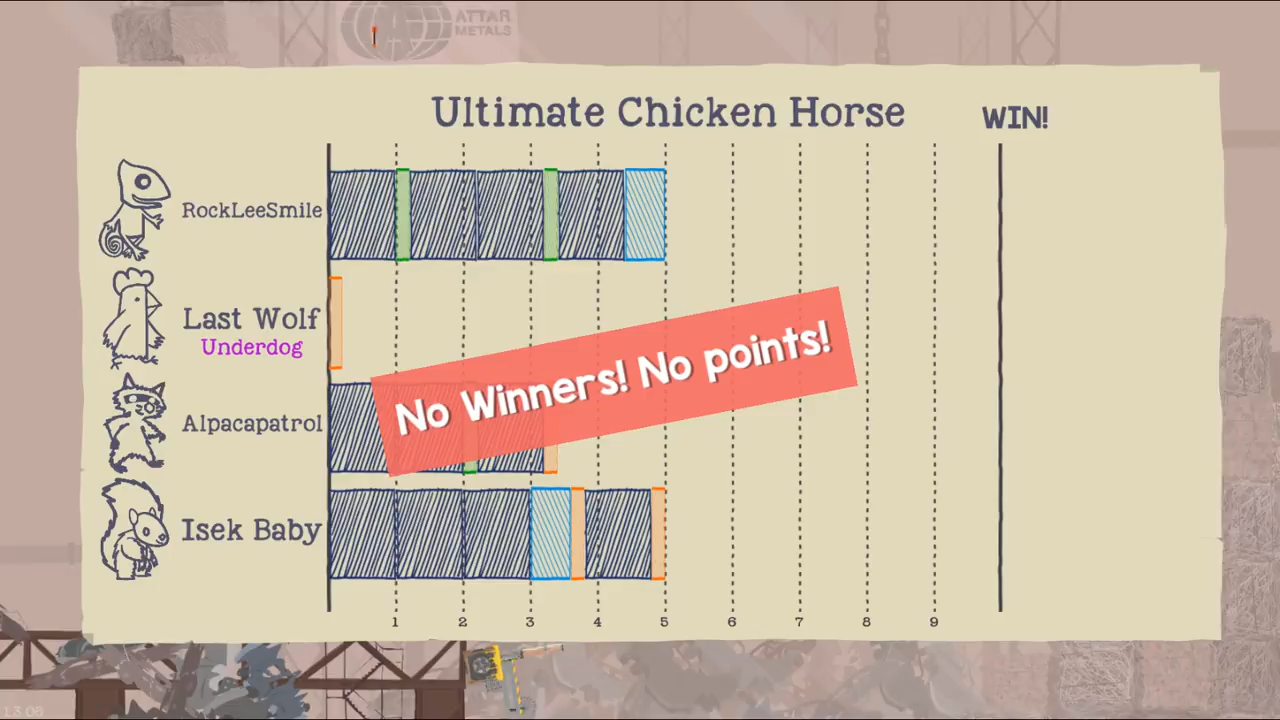 ATTAR
METALS
Ultimate Chicken Horse
WIN!
RockLeeSmile
Last Wolf
Underdog
No Winners! No points!
Alpacapatrol
Isek Baby
1 2 3 4 5 6 7 8 9